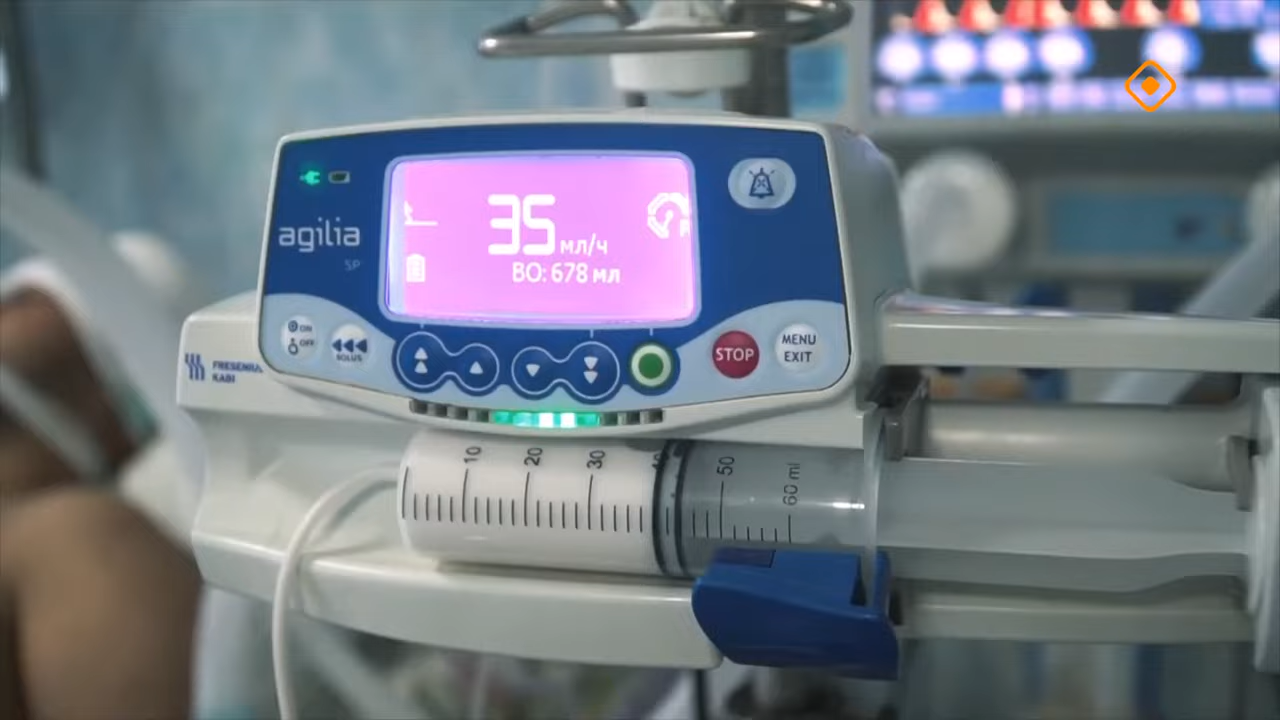 agilia
SP
35 мл/ч
ВО: 678 мл
ON
OFF
BOLUS
STOP
MENU
EXIT
FRESENIUS
KABI
10 20 30 40 50 60 ml